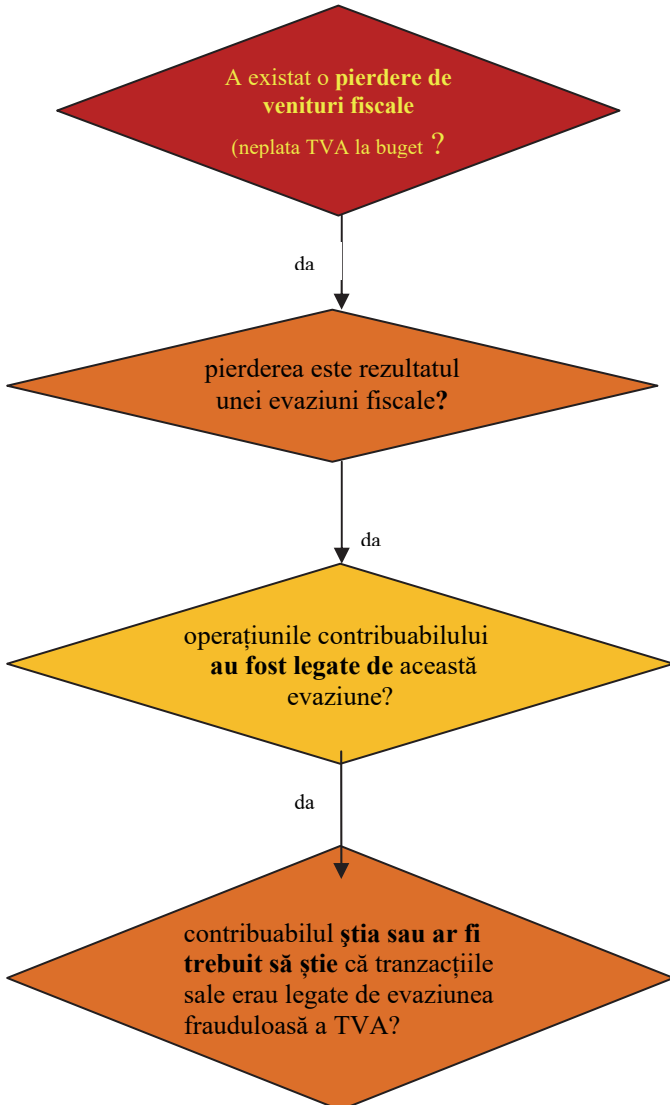 A existat o pierdere de
venituri fiscale
(neplata TVA la buget ?
da
pierderea este rezultatul
unei evaziuni fiscale?
da
operațiunile contribuabilului
au fost legate de această
evaziune?
da
contribuabilul ştia sau ar fi
trebuit să știe că tranzacțiile
sale erau legate de evaziunea
frauduloasă a TVA?